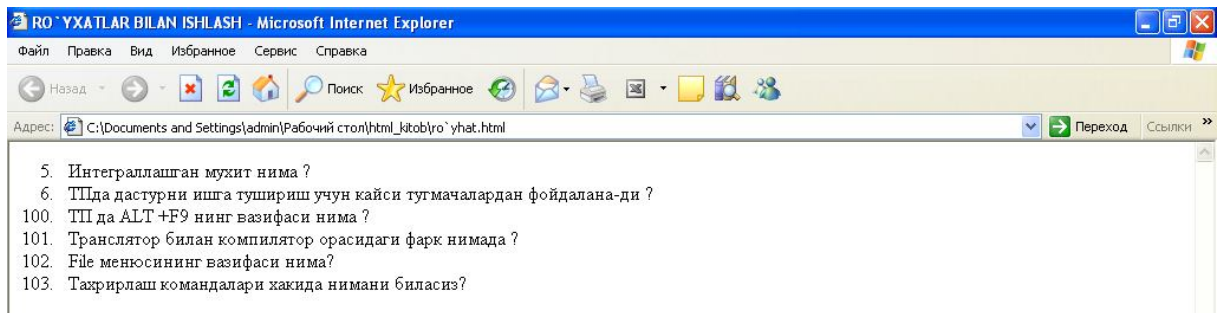 RO`YXATLAR BILAN ISHLASH - Microsoft Internet Explorer
Файл Правка Вид Избранное Сервис Справка
Назад Поиск Избранное
Адрес: C:\Documents and Settings\admin\Рабочий стол\html_kitob\ro`yhat.html Переход Ссылки »
5. Интеграллашган мухит нима ?
6. ТПда дастурни ишга тушириш учун кайси тугмачалардан фойдалана-ди ?
100. ТП да ALT +F9 нинг вазифаси нима ?
101. Транслятор билан компилятор орасидаги фарк нимада ?
102. File менюсининг вазифаси нима?
103. Тахрирлаш командалари хакида нимани биласиз?